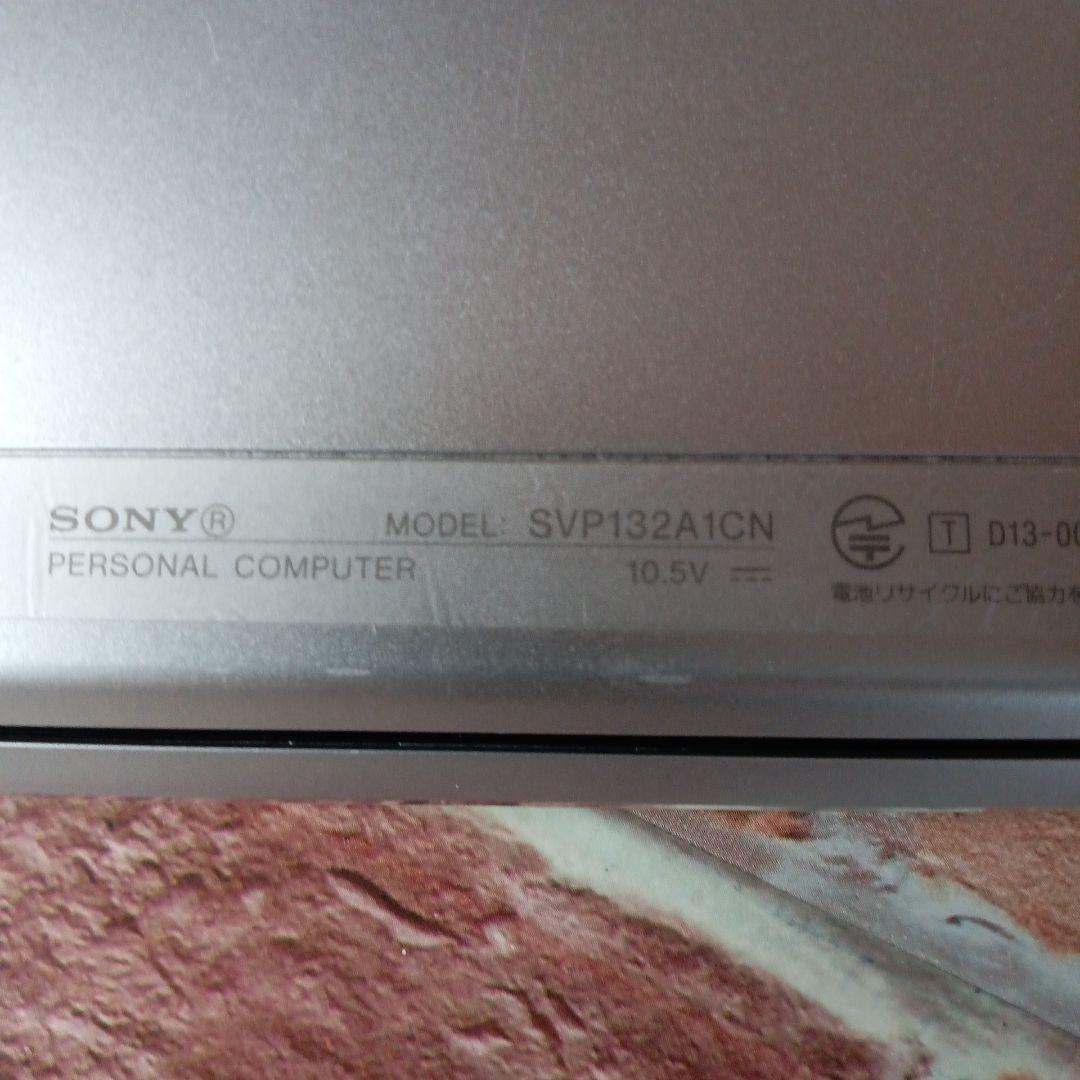 SONY® MODEL: SVP132A1CN
PERSONAL COMPUTER 10.5V
T D13-00
電池リサイクルにご協力を